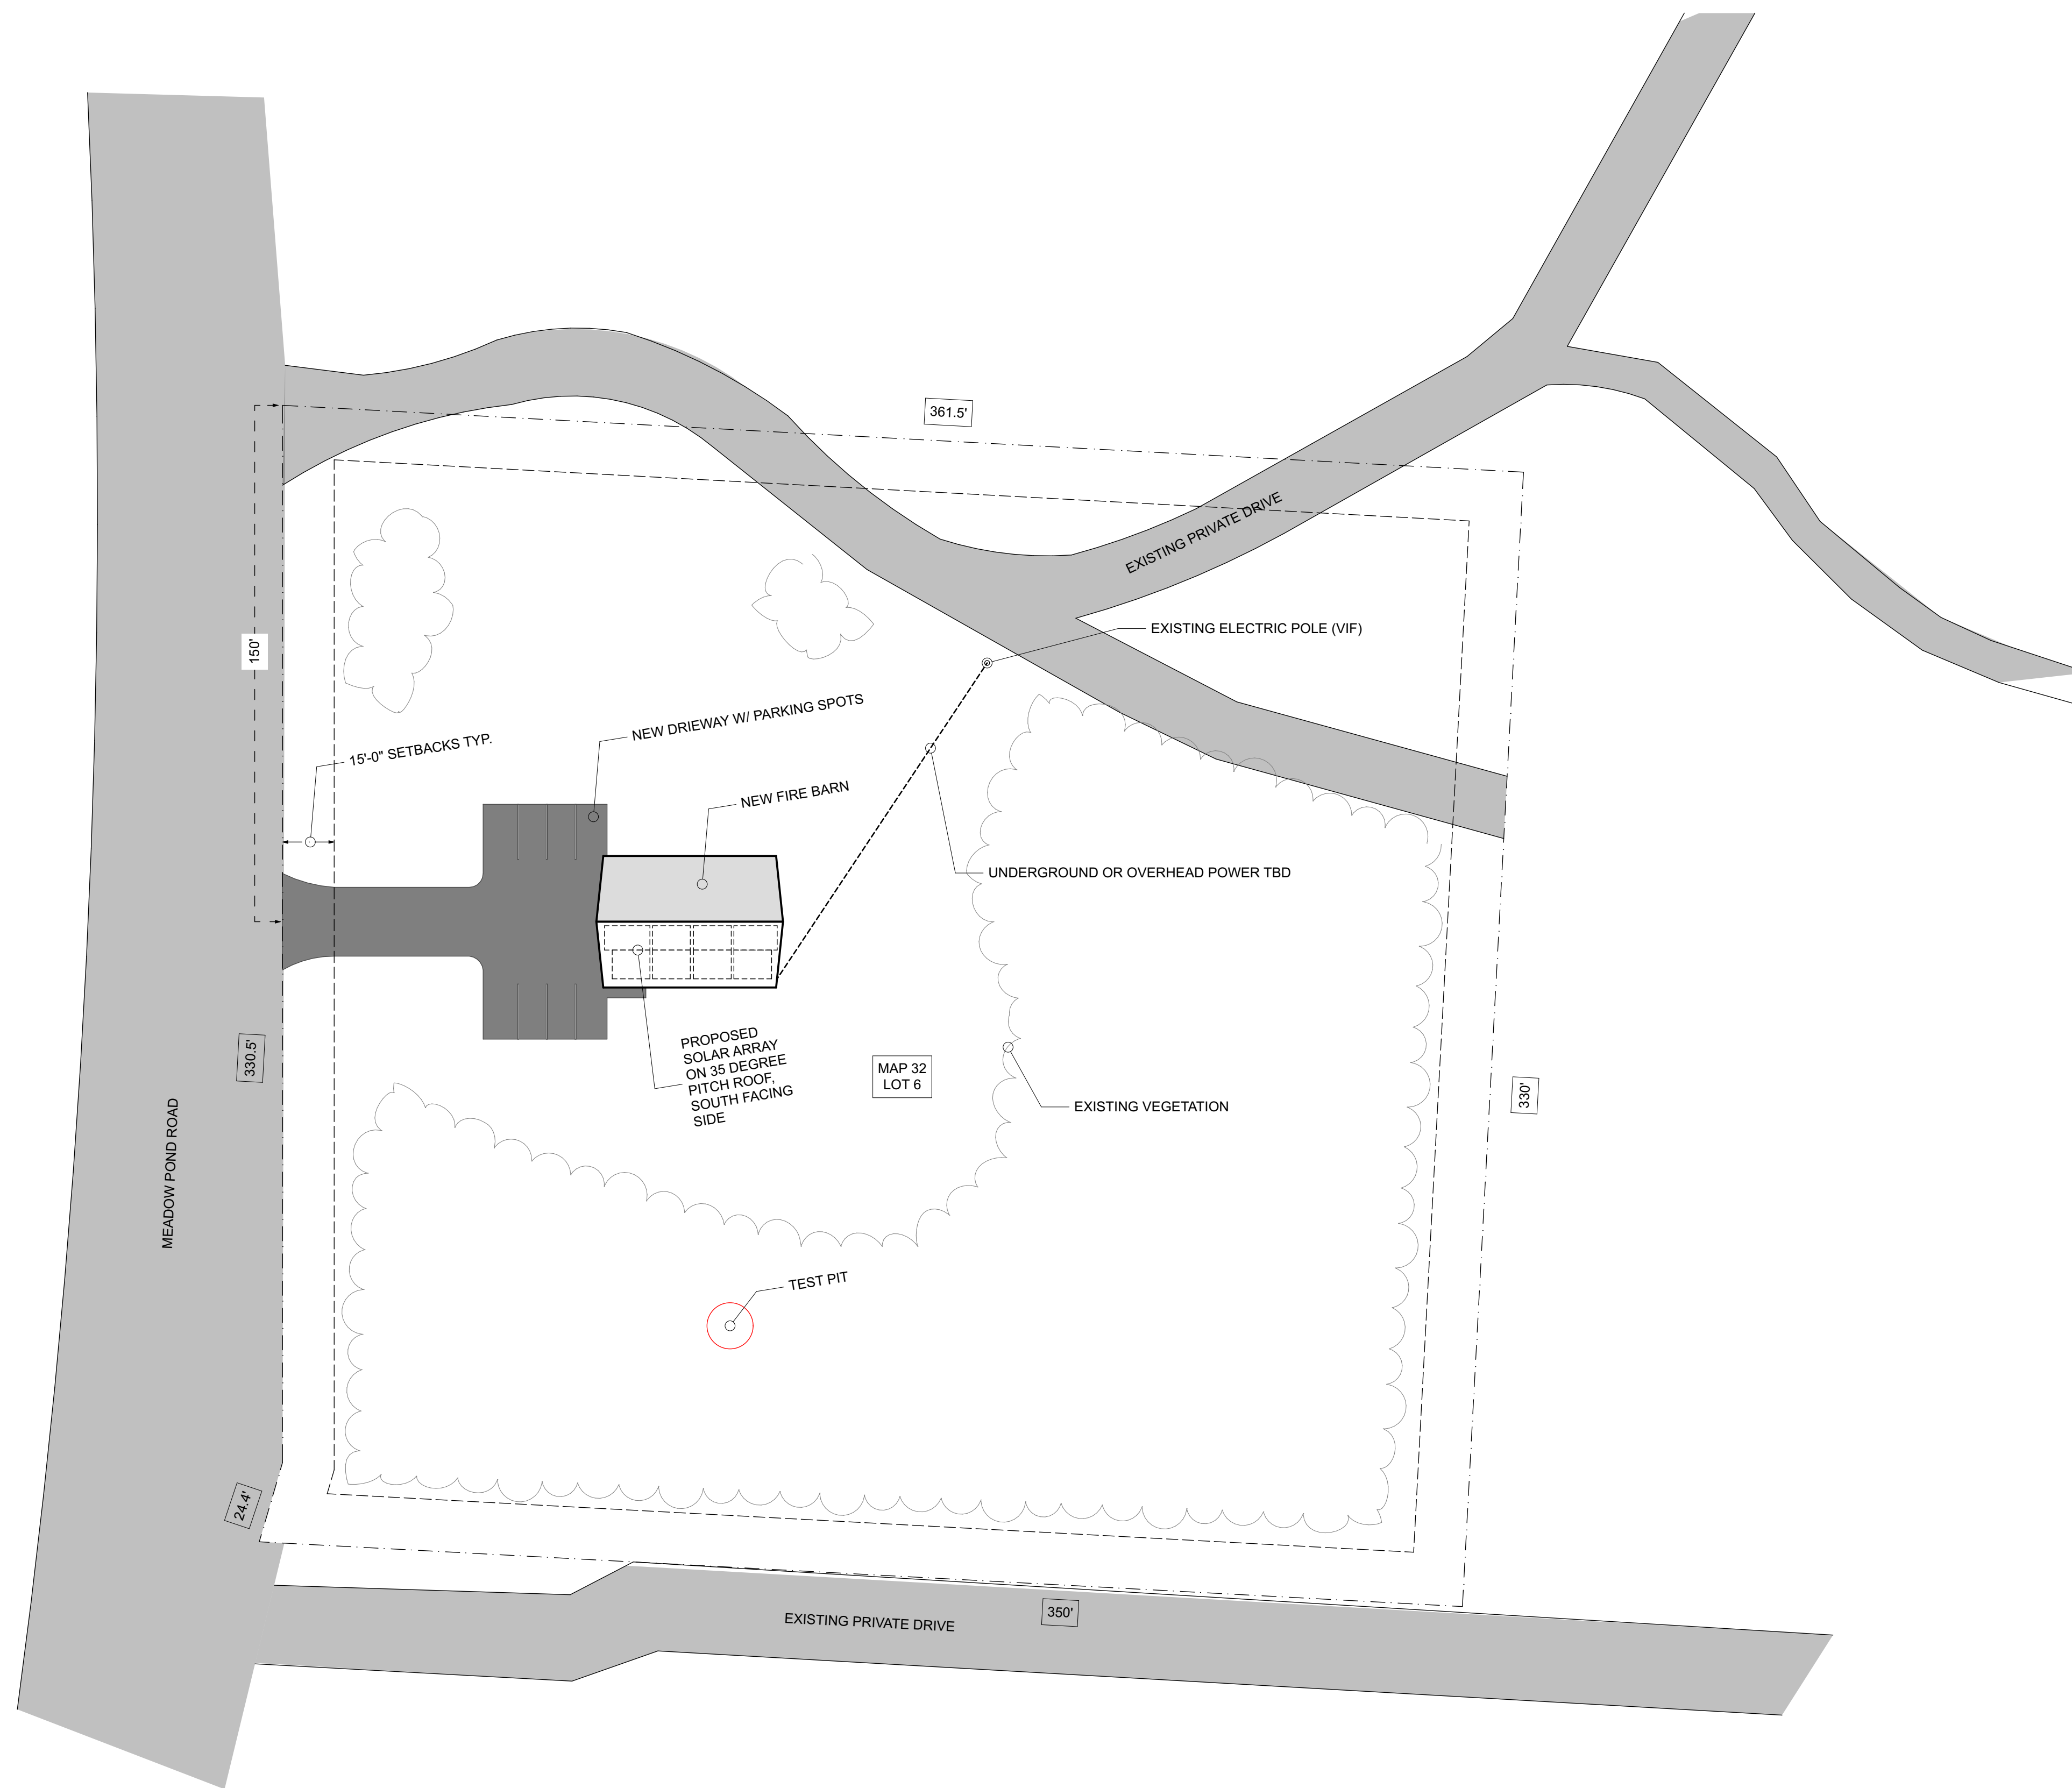 361.5'
EXISTING PRIVATE DRIVE
EXISTING ELECTRIC POLE (VIF)
150'
NEW DRIEWAY W/ PARKING SPOTS
15'-0" SETBACKS TYP.
NEW FIRE BARN
UNDERGROUND OR OVERHEAD POWER TBD
330.5'
PROPOSED
SOLAR ARRAY
ON 35 DEGREE
PITCH ROOF,
SOUTH FACING
SIDE
MAP 32
LOT 6
330'
EXISTING VEGETATION
MEADOW POND ROAD
TEST PIT
24.4'
350'
EXISTING PRIVATE DRIVE